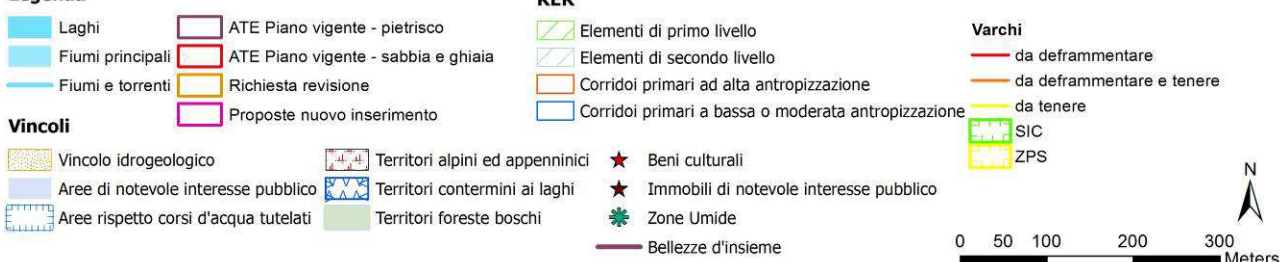 Legenda
Laghi
Fiumi principali
Fiumi e torrenti
ATE Piano vigente - pietrisco
ATE Piano vigente - sabbia e ghiaia
Richiesta revisione
Proposte nuovo inserimento
RER
Elementi di primo livello
Elementi di secondo livello
Corridoi primari ad alta antropizzazione
Corridoi primari a bassa o moderata antropizzazione
Varchi
da deframmentare
da deframmentare e tenere
da tenere
SIC
ZPS
Vincoli
Vincolo idrogeologico
Aree di notevole interesse pubblico
Aree rispetto corsi d'acqua tutelati
Territori alpini ed appenninici
Territori contermini ai laghi
Territori foreste boschi
Beni culturali
Immobili di notevole interesse pubblico
Zone Umide
Bellezze d'insieme
N
0 50 100 200 300
Meters